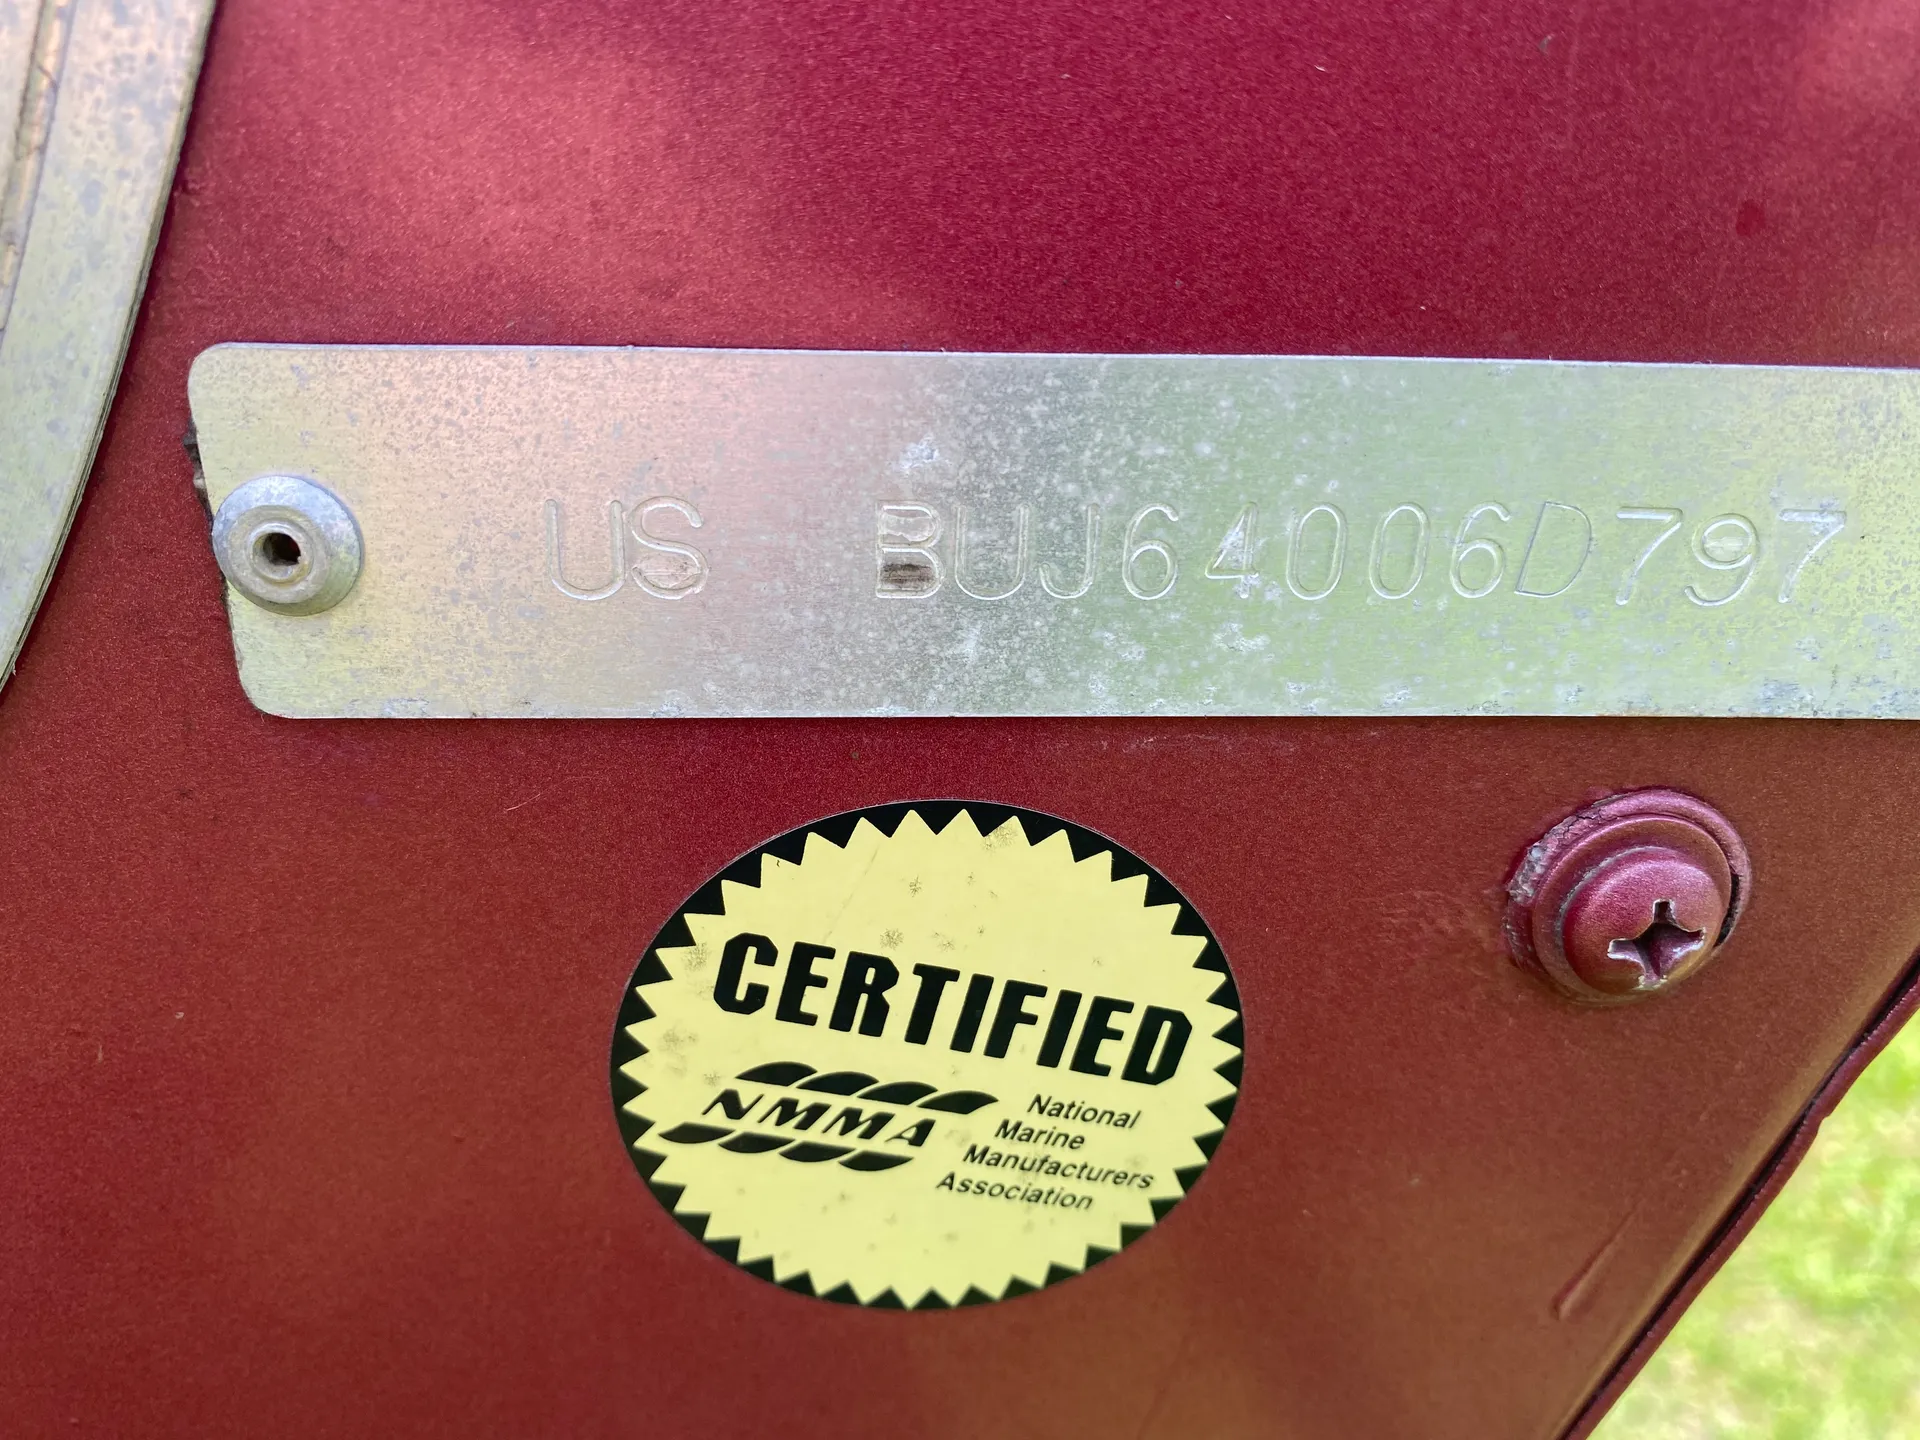 US BUJ64006D797
CERTIFIED
NMMA
National
Marine
Manufacturers
Association